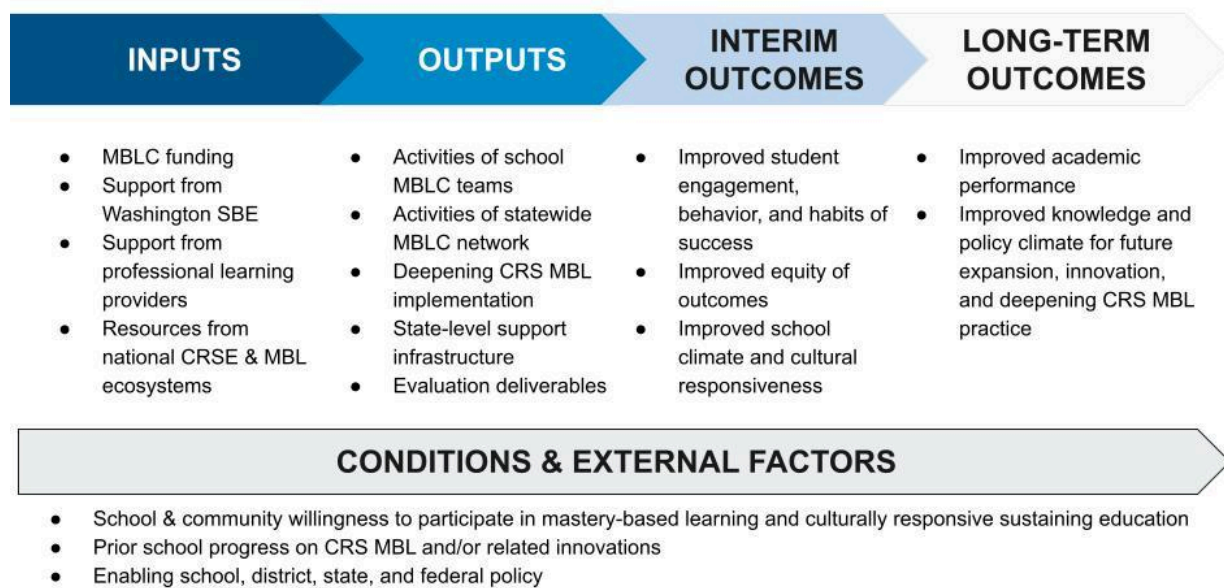 INPUTS
OUTPUTS
INTERIM
OUTCOMES
LONG-TERM
OUTCOMES
● MBLC funding
● Support from
Washington SBE
● Support from
professional learning
providers
● Resources from
national CRSE & MBL
ecosystems
● Activities of school
MBLC teams
● Activities of statewide
MBLC network
● Deepening CRS MBL
implementation
● State-level support
infrastructure
● Evaluation deliverables
● Improved student
engagement,
behavior, and habits of
success
● Improved equity of
outcomes
● Improved school
climate and cultural
responsiveness
● Improved academic
performance
● Improved knowledge and
policy climate for future
expansion, innovation,
and deepening CRS MBL
practice
CONDITIONS & EXTERNAL FACTORS
● School & community willingness to participate in mastery-based learning and culturally responsive sustaining education
● Prior school progress on CRS MBL and/or related innovations
● Enabling school, district, state, and federal policy